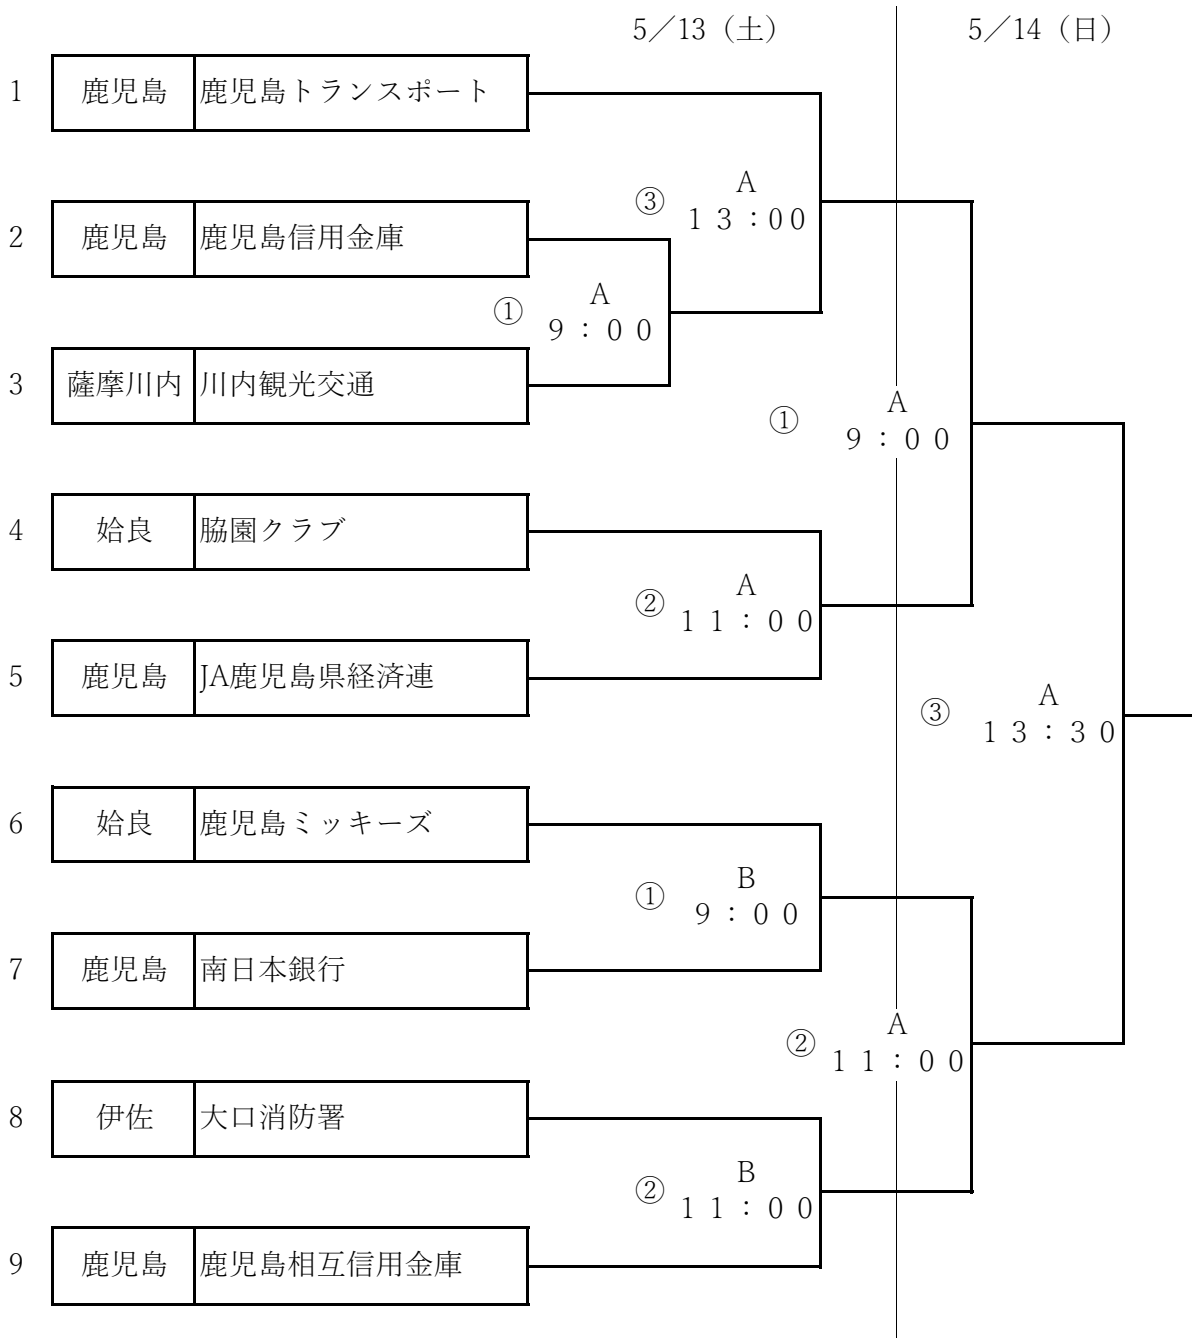 5／13（土）
5／14（日）
1 鹿児島 鹿児島トランスポート
③ A
13：00
2 鹿児島 鹿児島信用金庫
① A
9：00
3 薩摩川内 川内観光交通
① A
9：00
4 姶良 脇園クラブ
② A
11：00
5 鹿児島 JA鹿児島県経済連
③ A
13：30
6 姶良 鹿児島ミッキーズ
① B
9：00
7 鹿児島 南日本銀行
② A
11：00
8 伊佐 大口消防署
② B
11：00
9 鹿児島 鹿児島相互信用金庫